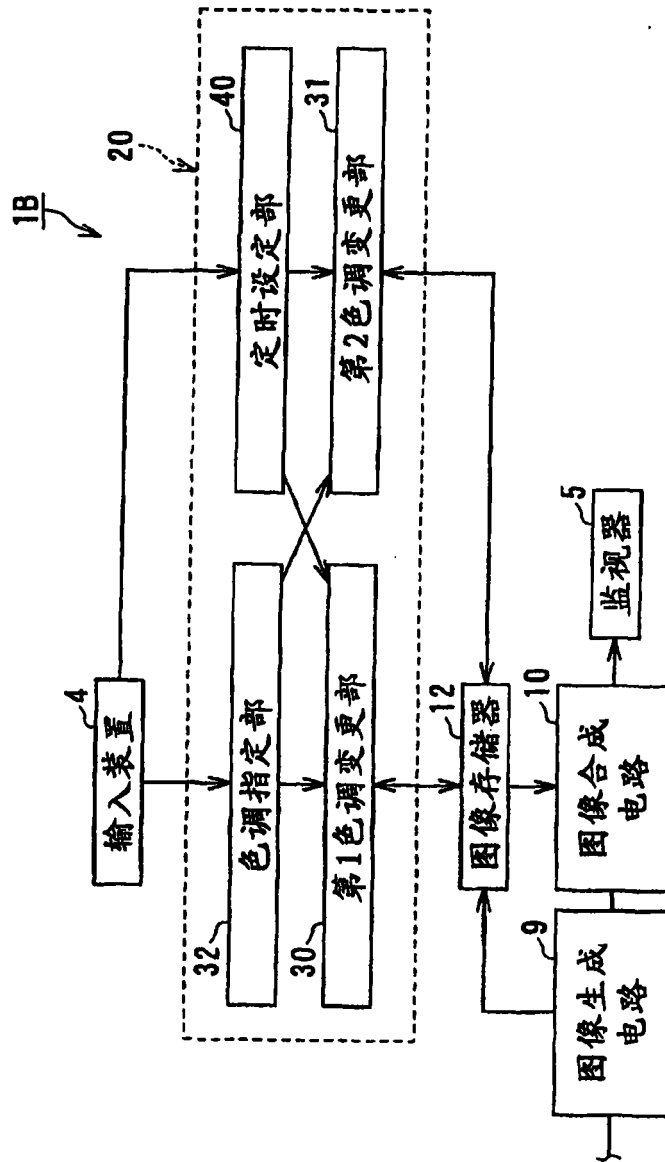 1B
20
4
输入装置
32
色调指定部
40
定时设定部
30
第1色调变更部
31
第2色调变更部
12
图像存储器
9
图像生成
电路
10
图像合成
电路
5
监视器